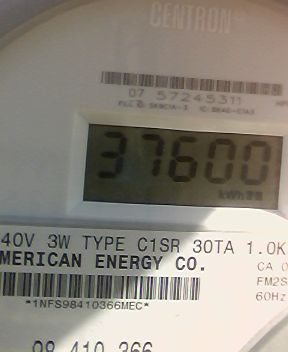 CENTRON
07 57245311
37600
kWh
40V 3W TYPE C1SR 30TA 1.0K
MERICAN ENERGY CO.
CA 0
FM2S
60Hz
*1NFS98410366MEC*
98 410 366